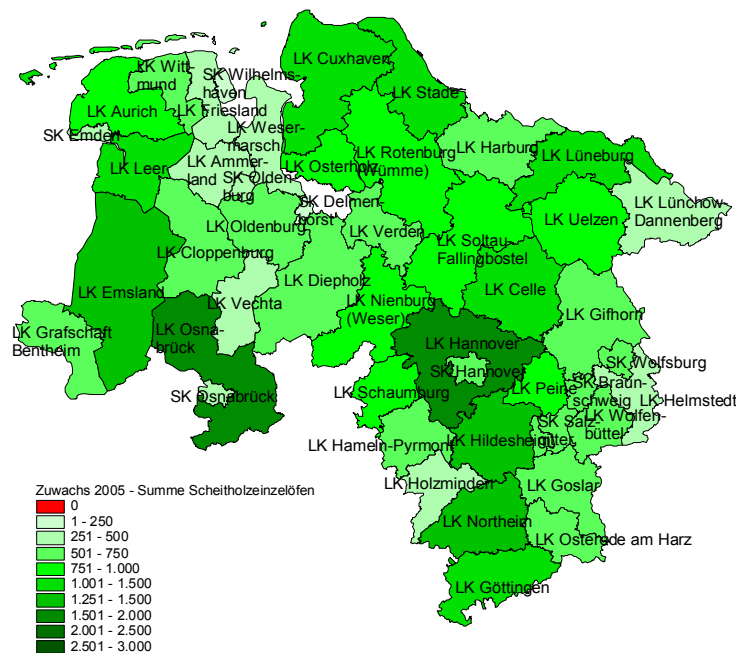 LK Witt-
mund
SK Wilhelms-
haven
LK Cuxhaven
LK Stade
LK Aurich
LK Friesland
SK Emden
LK Weser-
marsch
LK Harburg
LK Lüneburg
LK Leer
LK Ammer-
land
LK Osterholz
LK Rotenburg
(Wümme)
SK Olden-
burg
SK Delmen-
horst
LK Lünchow-
Dannenberg
LK Oldenburg
LK Verden
LK Uelzen
LK Cloppenburg
LK Soltau-
Fallingbostel
LK Diepholz
LK Emsland
LK Vechta
LK Nienburg
(Weser)
LK Celle
LK Gifhorn
LK Grafschaft
Bentheim
LK Osna-
brück
LK Hannover
SK Wolfsburg
SK Hannover
SK Osnabrück
LK Schaumburg
LK Peine
SK Braun-
schweig
LK Helmstedt
LK Hameln-Pyrmont
LK Hildesheim
SK Salz-
gitter
LK Wolfen-
büttel
LK Holzminden
LK Goslar
LK Northeim
LK Osterode am Harz
LK Göttingen
Zuwachs 2005 - Summe Scheitholzeinzelöfen
0
1 - 250
251 - 500
501 - 750
751 - 1.000
1.001 - 1.500
1.251 - 1.500
1.501 - 2.000
2.001 - 2.500
2.501 - 3.000